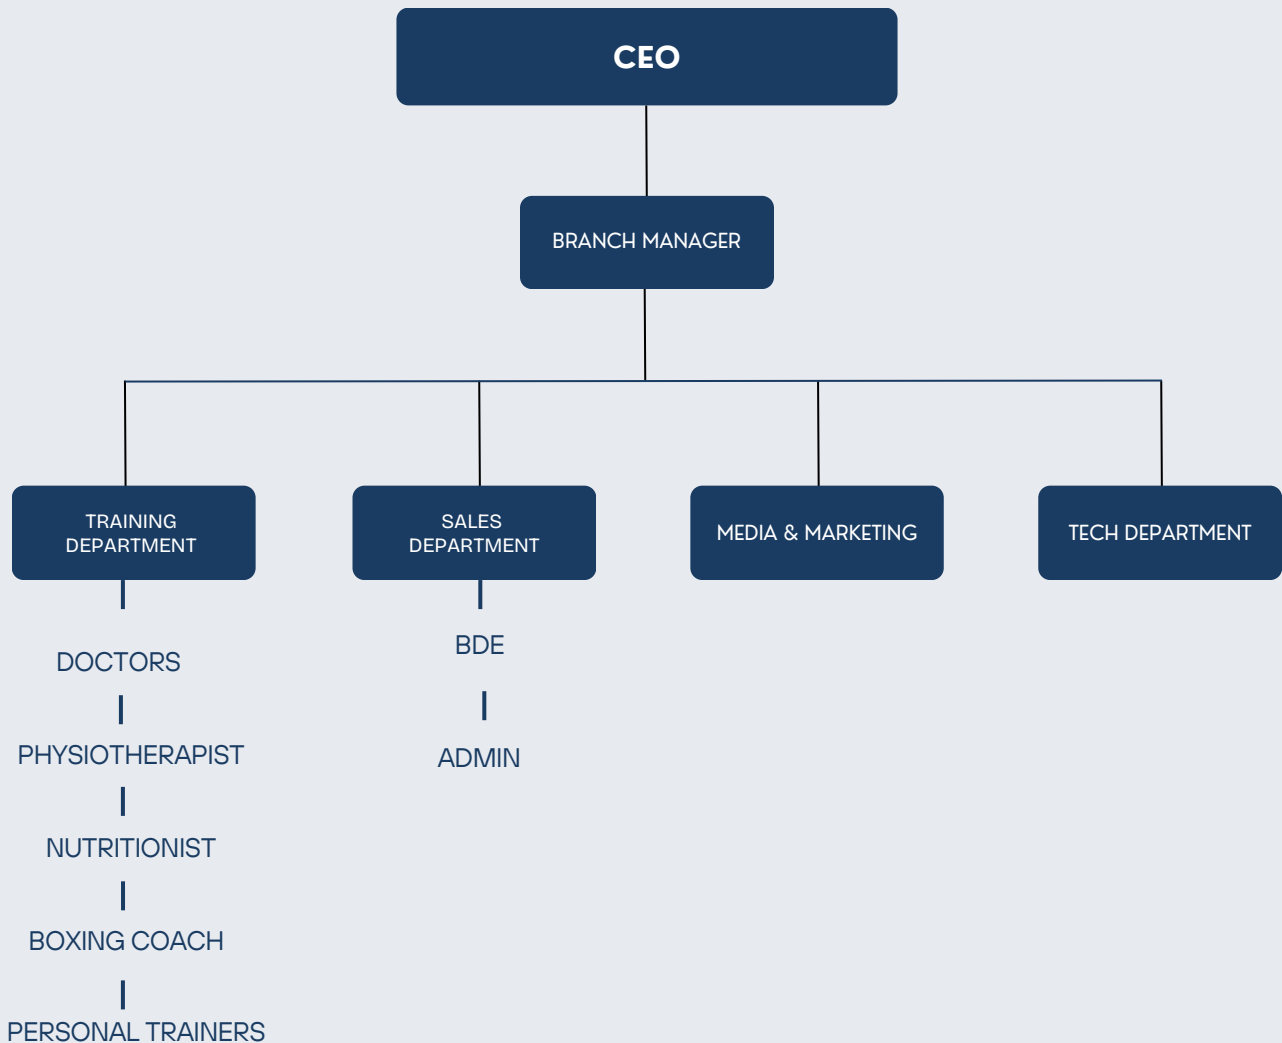 CEO
BRANCH MANAGER
TRAINING
DEPARTMENT
SALES
DEPARTMENT
MEDIA & MARKETING
TECH DEPARTMENT
DOCTORS
PHYSIOTHERAPIST
NUTRITIONIST
BOXING COACH
PERSONAL TRAINERS
BDE
ADMIN